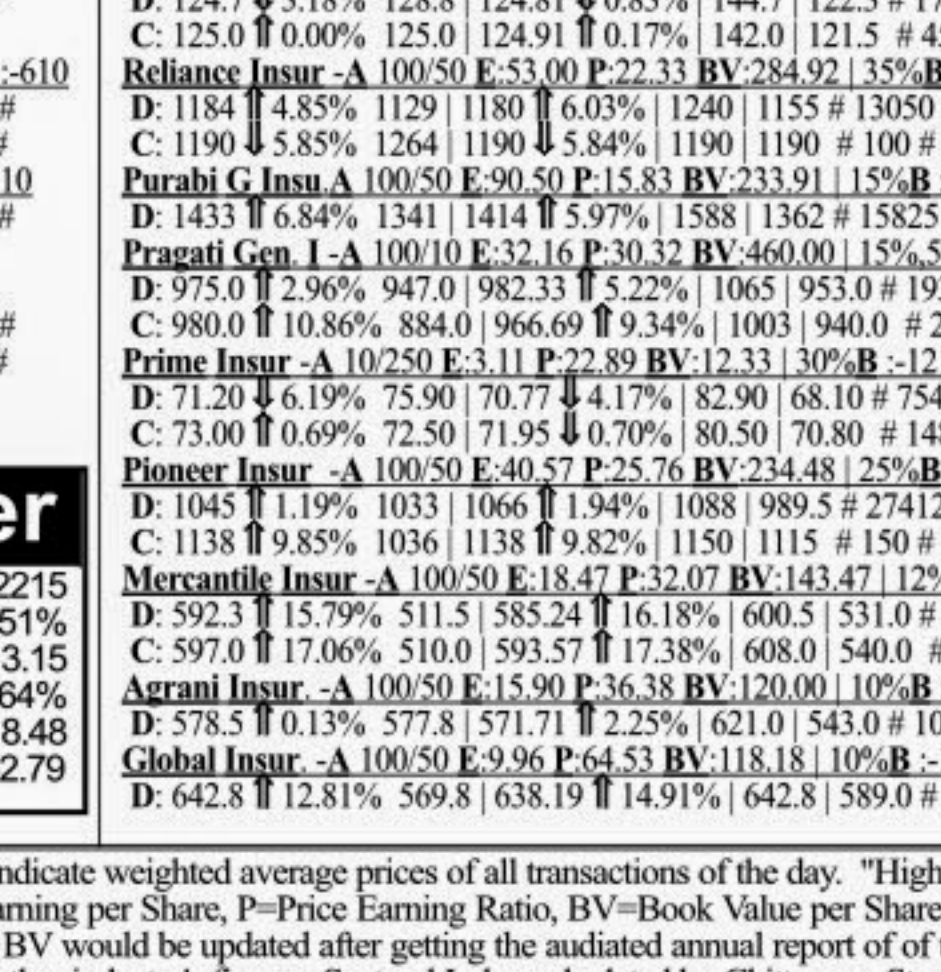 :-610
#
#
10
#
#
#
er
2215
51%
3.15
64%
8.48
2.79
D: 124.7 ⇓ 5.18% 128.8 | 124.81 ⇓ 0.83% | 144.7 | 122.5 # 17
C: 125.0 ⇑ 0.00% 125.0 | 124.91 ⇑ 0.17% | 142.0 | 121.5 # 4
Reliance Insur -A 100/50 E:53.00 P:22.33 BV:284.92 | 35%B
D: 1184 ⇑ 4.85% 1129 | 1180 ⇑ 6.03% | 1240 | 1155 # 13050
C: 1190 ⇓ 5.85% 1264 | 1190 ⇓ 5.84% | 1190 | 1190 # 100 #
Purabi G Insu.A 100/50 E:90.50 P:15.83 BV:233.91 | 15%B
D: 1433 ⇑ 6.84% 1341 | 1414 ⇑ 5.97% | 1588 | 1362 # 15825
Pragati Gen. I -A 100/10 E:32.16 P:30.32 BV:460.00 | 15%,5
D: 975.0 ⇑ 2.96% 947.0 | 982.33 ⇑ 5.22% | 1065 | 953.0 # 19
C: 980.0 ⇑ 10.86% 884.0 | 966.69 ⇑ 9.34% | 1003 | 940.0 # 2
Prime Insur -A 10/250 E:3.11 P:22.89 BV:12.33 | 30%B :-12
D: 71.20 ⇓ 6.19% 75.90 | 70.77 ⇓ 4.17% | 82.90 | 68.10 # 754
C: 73.00 ⇑ 0.69% 72.50 | 71.95 ⇓ 0.70% | 80.50 | 70.80 # 148
Pioneer Insur -A 100/50 E:40.57 P:25.76 BV:234.48 | 25%B
D: 1045 ⇑ 1.19% 1033 | 1066 ⇑ 1.94% | 1088 | 989.5 # 27412
C: 1138 ⇑ 9.85% 1036 | 1138 ⇑ 9.82% | 1150 | 1115 # 150 #
Mercantile Insur -A 100/50 E:18.47 P:32.07 BV:143.47 | 12%
D: 592.3 ⇑ 15.79% 511.5 | 585.24 ⇑ 16.18% | 600.5 | 531.0 #
C: 597.0 ⇑ 17.06% 510.0 | 593.57 ⇑ 17.38% | 608.0 | 540.0 #
Agrani Insur. -A 100/50 E:15.90 P:36.38 BV:120.00 | 10%B
D: 578.5 ⇑ 0.13% 577.8 | 571.71 ⇑ 2.25% | 621.0 | 543.0 # 10
Global Insur. -A 100/50 E:9.96 P:64.53 BV:118.18 | 10%B :-
D: 642.8 ⇑ 12.81% 569.8 | 638.19 ⇑ 14.91% | 642.8 | 589.0 #
ndicate weighted average prices of all transactions of the day. "High
arning per Share, P=Price Earning Ratio, BV=Book Value per Share
BV would be updated after getting the audiated annual report of of